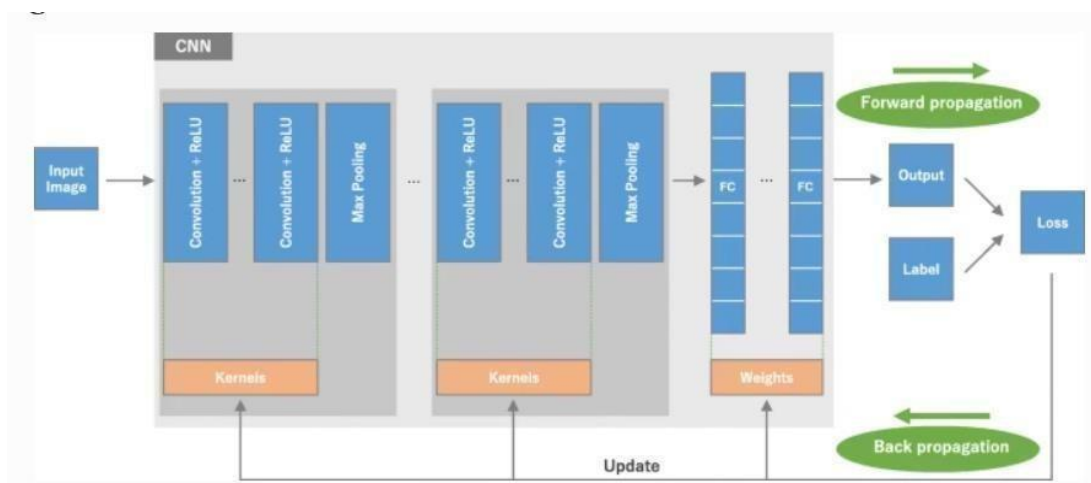 CNN
Input
Image
Convolution + ReLU
...
Convolution + ReLU
Max Pooling
...
Convolution + ReLU
...
Convolution + ReLU
Max Pooling
FC
...
FC
Forward propagation
Output
Label
Loss
Kernels
Kernels
Weights
Back propagation
Update